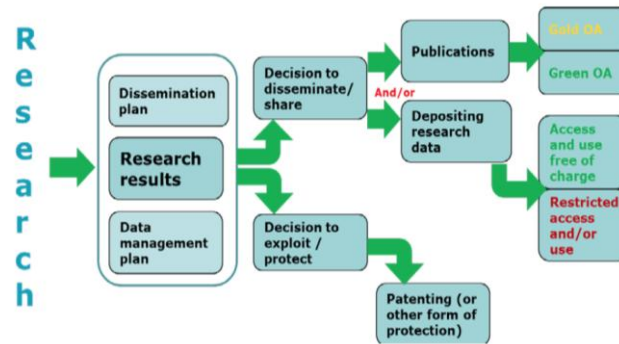 Research
Dissemination
plan
Research
results
Data
management
plan
Decision to
disseminate/
share
And/or
Decision to
exploit /
protect
Publications
Depositing
research
data
Patenting (or
other form of
protection)
Gold OA
Green OA
Access
and use
free of
charge
Restricted
access
and/or
use